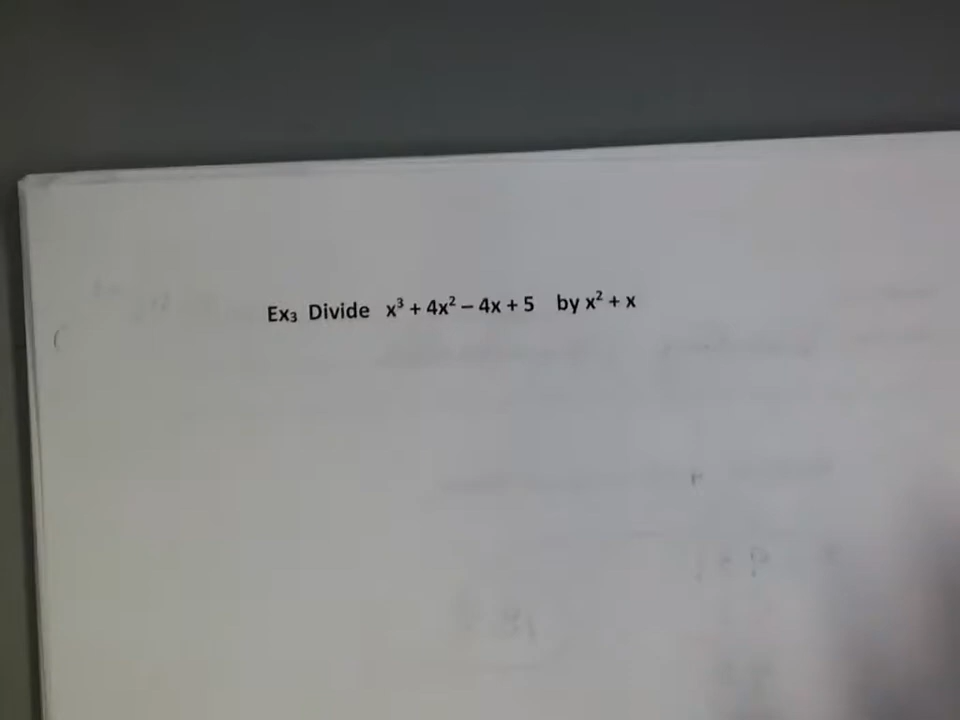 Ex₃ Divide x³ + 4x² – 4x + 5 by x² + x